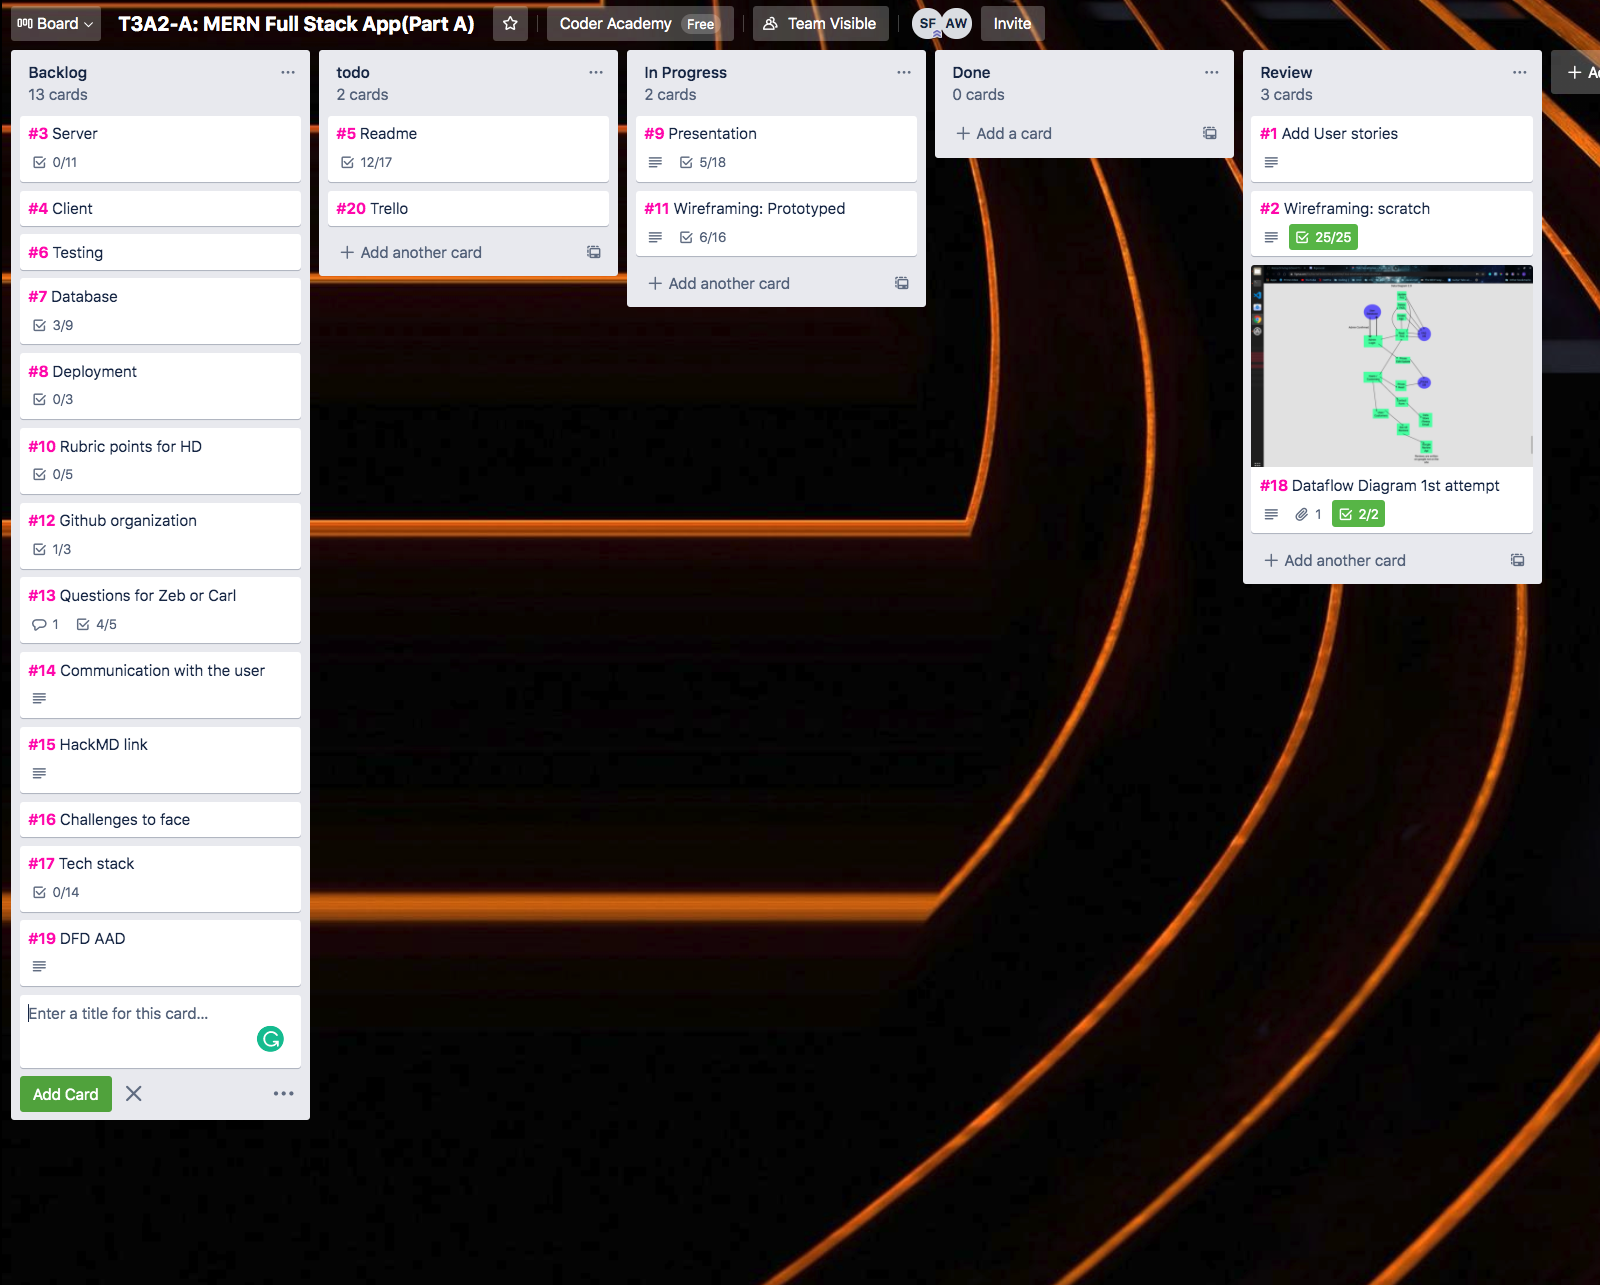 Board
T3A2-A: MERN Full Stack App(Part A)
Coder Academy Free
Team Visible
SF AW
Invite
Backlog
13 cards
#3 Server
0/11
#4 Client
#6 Testing
#7 Database
3/9
#8 Deployment
0/3
#10 Rubric points for HD
0/5
#12 Github organization
1/3
#13 Questions for Zeb or Carl
1 4/5
#14 Communication with the user
#15 HackMD link
#16 Challenges to face
#17 Tech stack
0/14
#19 DFD AAD
Enter a title for this card...
Add Card
todo
2 cards
#5 Readme
12/17
#20 Trello
+ Add another card
In Progress
2 cards
#9 Presentation
5/18
#11 Wireframing: Prototyped
6/16
+ Add another card
Done
0 cards
+ Add a card
Review
3 cards
#1 Add User stories
#2 Wireframing: scratch
25/25
#18 Dataflow Diagram 1st attempt
1 2/2
+ Add another card